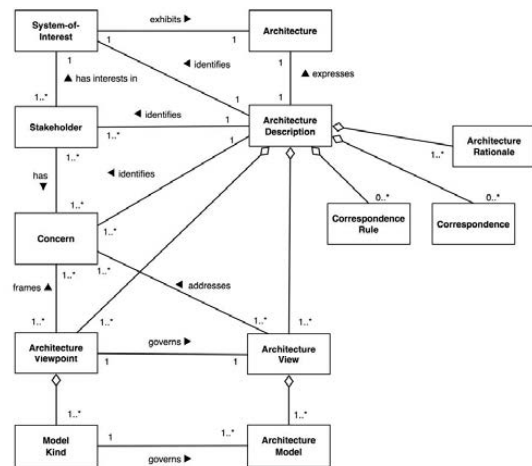 System-of-
Interest
exhibits ▶
1
1
Architecture
1
◀ identifies
1
▲ has interests in
▲ expresses
1..*
1
1
Stakeholder
1..*
◀ identifies
1
Architecture
Description
1..*
1
1..*
Architecture
Rationale
has
▼
◀ identifies
0..*
0..*
1..*
1..*
Correspondence
Rule
Correspondence
Concern
1..*
1..*
frames ▲
◀ addresses
1..*
1..*
1..*
1..*
Architecture
Viewpoint
1
governs ▶
1
Architecture
View
1..*
1..*
Model
Kind
1
governs ▶
1..*
Architecture
Model